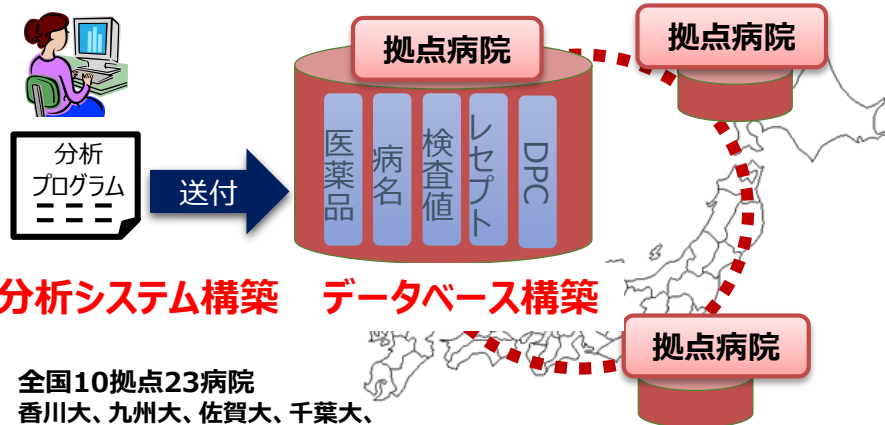 拠点病院
拠点病院
医薬品
病名
検査値
レセプト
DPC
分析
プログラム
送付
分析システム構築
データベース構築
拠点病院
全国10拠点23病院
香川大、九州大、佐賀大、千葉大、